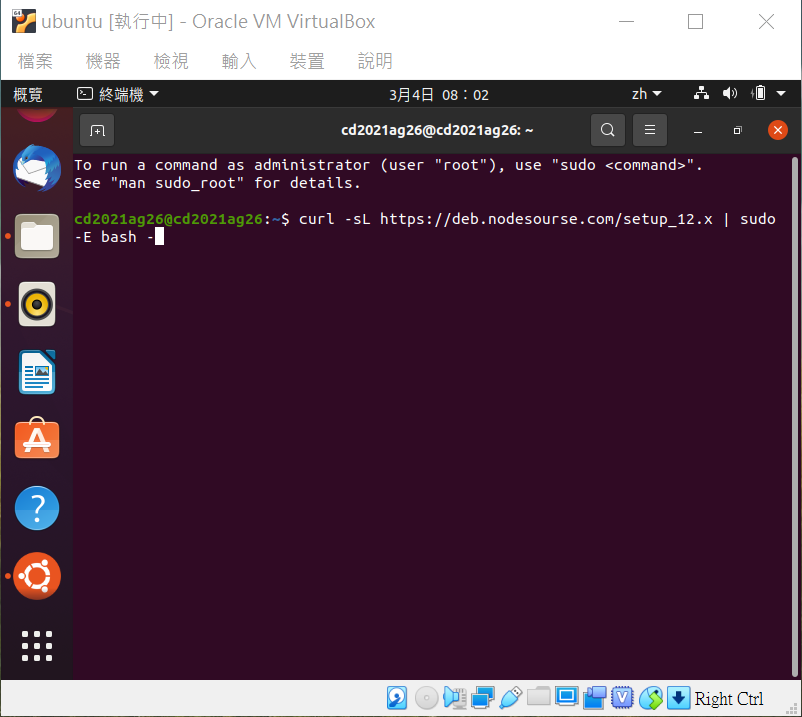 ubuntu [執行中] - Oracle VM VirtualBox
檔案 機器 檢視 輸入 裝置 說明
概覽 終端機 3月4日 08：02 zh
cd2021ag26@cd2021ag26: ~
To run a command as administrator (user "root"), use "sudo <command>".
See "man sudo_root" for details.
cd2021ag26@cd2021ag26:~$ curl -sL https://deb.nodesourse.com/setup_12.x | sudo
-E bash -
Right Ctrl